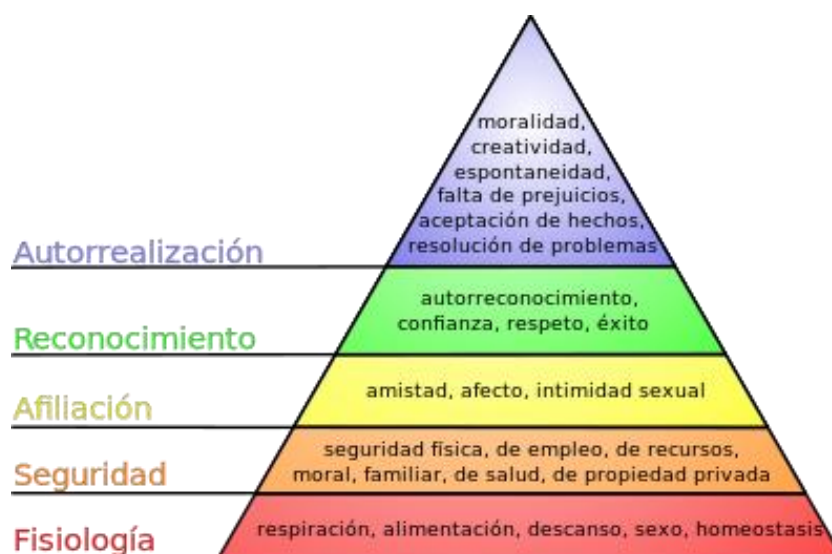 moralidad,
creatividad,
espontaneidad,
falta de prejuicios,
aceptación de hechos,
resolución de problemas
Autorrealización
autorreconocimiento,
confianza, respeto, éxito
Reconocimiento
amistad, afecto, intimidad sexual
Afiliación
seguridad física, de empleo, de recursos,
moral, familiar, de salud, de propiedad privada
Seguridad
respiración, alimentación, descanso, sexo, homeostasis
Fisiología